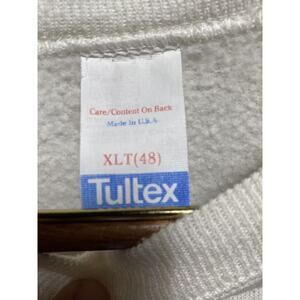 Care/Content On Back
Made In U.S.A
XLT(48)
Tultex